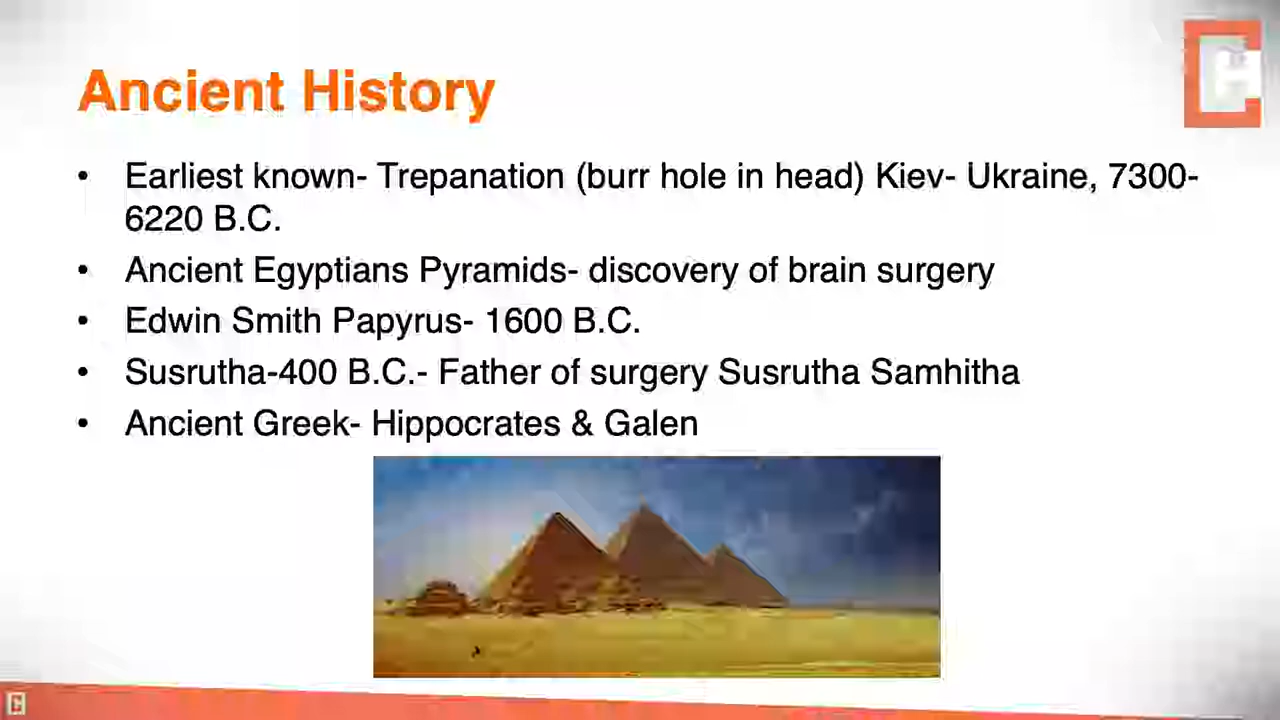 Ancient History
• Earliest known- Trepanation (burr hole in head) Kiev- Ukraine, 7300-
6220 B.C.
• Ancient Egyptians Pyramids- discovery of brain surgery
• Edwin Smith Papyrus- 1600 B.C.
• Susrutha-400 B.C.- Father of surgery Susrutha Samhitha
• Ancient Greek- Hippocrates & Galen